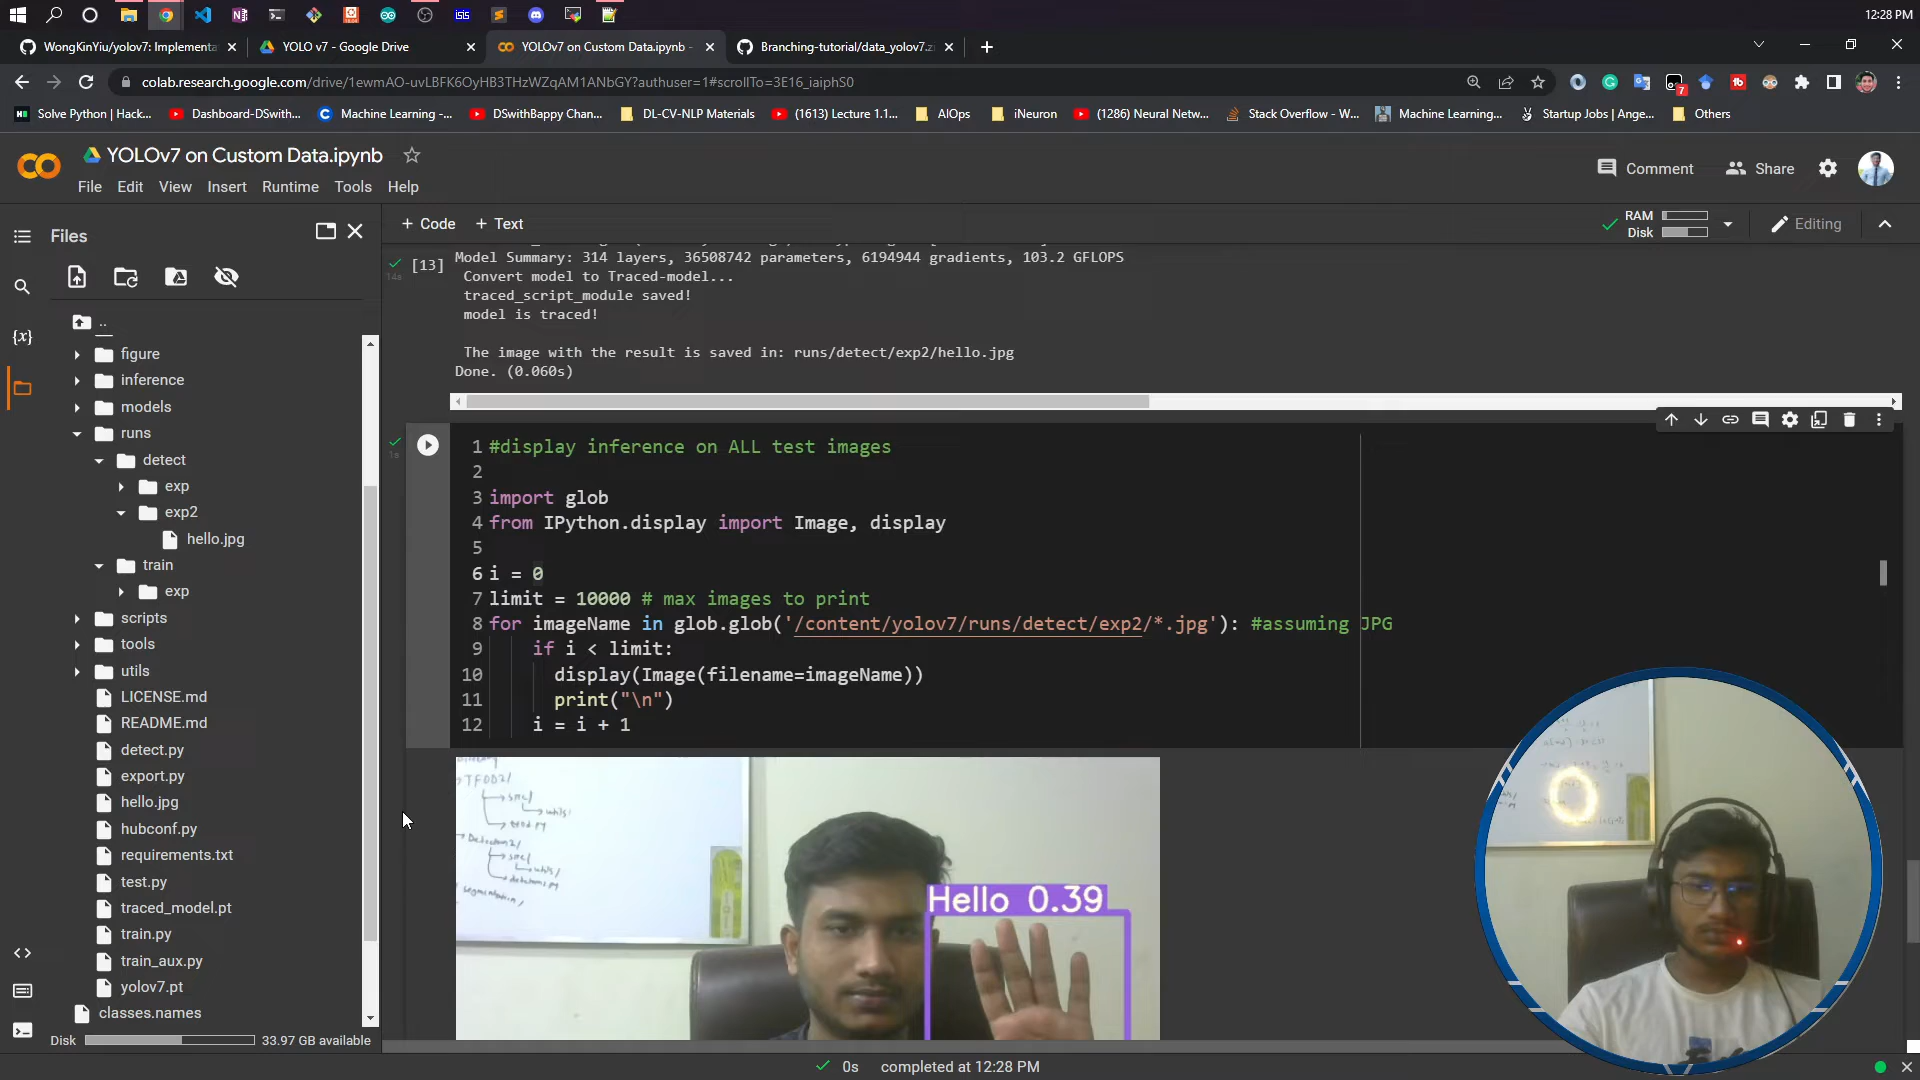 12:28 PM
WongKinYiu/yolov7: Implementa
YOLO v7 - Google Drive
YOLOv7 on Custom Data.ipynb -
Branching-tutorial/data_yolov7.z
colab.research.google.com/drive/1ewmAO-uvLBFK6OyHB3THzWZqAM1ANbGY?authuser=1#scrollTo=3E16_iaiphS0
7
Solve Python | Hack...
Dashboard-DSwith...
Machine Learning -...
DSwithBappy Chan...
DL-CV-NLP Materials
(1613) Lecture 1.1...
AIOps
iNeuron
(1286) Neural Netw...
Stack Overflow - W...
Machine Learning...
Startup Jobs | Ange...
Others
YOLOv7 on Custom Data.ipynb
File Edit View Insert Runtime Tools Help
Comment
Share
Files
+ Code + Text
RAM
Disk
Editing
..
figure
inference
models
runs
detect
exp
exp2
hello.jpg
train
exp
scripts
tools
utils
LICENSE.md
README.md
detect.py
export.py
hello.jpg
hubconf.py
requirements.txt
test.py
traced_model.pt
train.py
train_aux.py
yolov7.pt
classes.names
Disk 33.97 GB available
[13]
14s
Model Summary: 314 layers, 36508742 parameters, 6194944 gradients, 103.2 GFLOPS
Convert model to Traced-model...
traced_script_module saved!
model is traced!
The image with the result is saved in: runs/detect/exp2/hello.jpg
Done. (0.060s)
1s
1 #display inference on ALL test images
2
3 import glob
4 from IPython.display import Image, display
5
6 i = 0
7 limit = 10000 # max images to print
8 for imageName in glob.glob('/content/yolov7/runs/detect/exp2/*.jpg'): #assuming JPG
9 if i < limit:
10 display(Image(filename=imageName))
11 print("\n")
12 i = i + 1
TFOD2/
Hello 0.39
0s completed at 12:28 PM